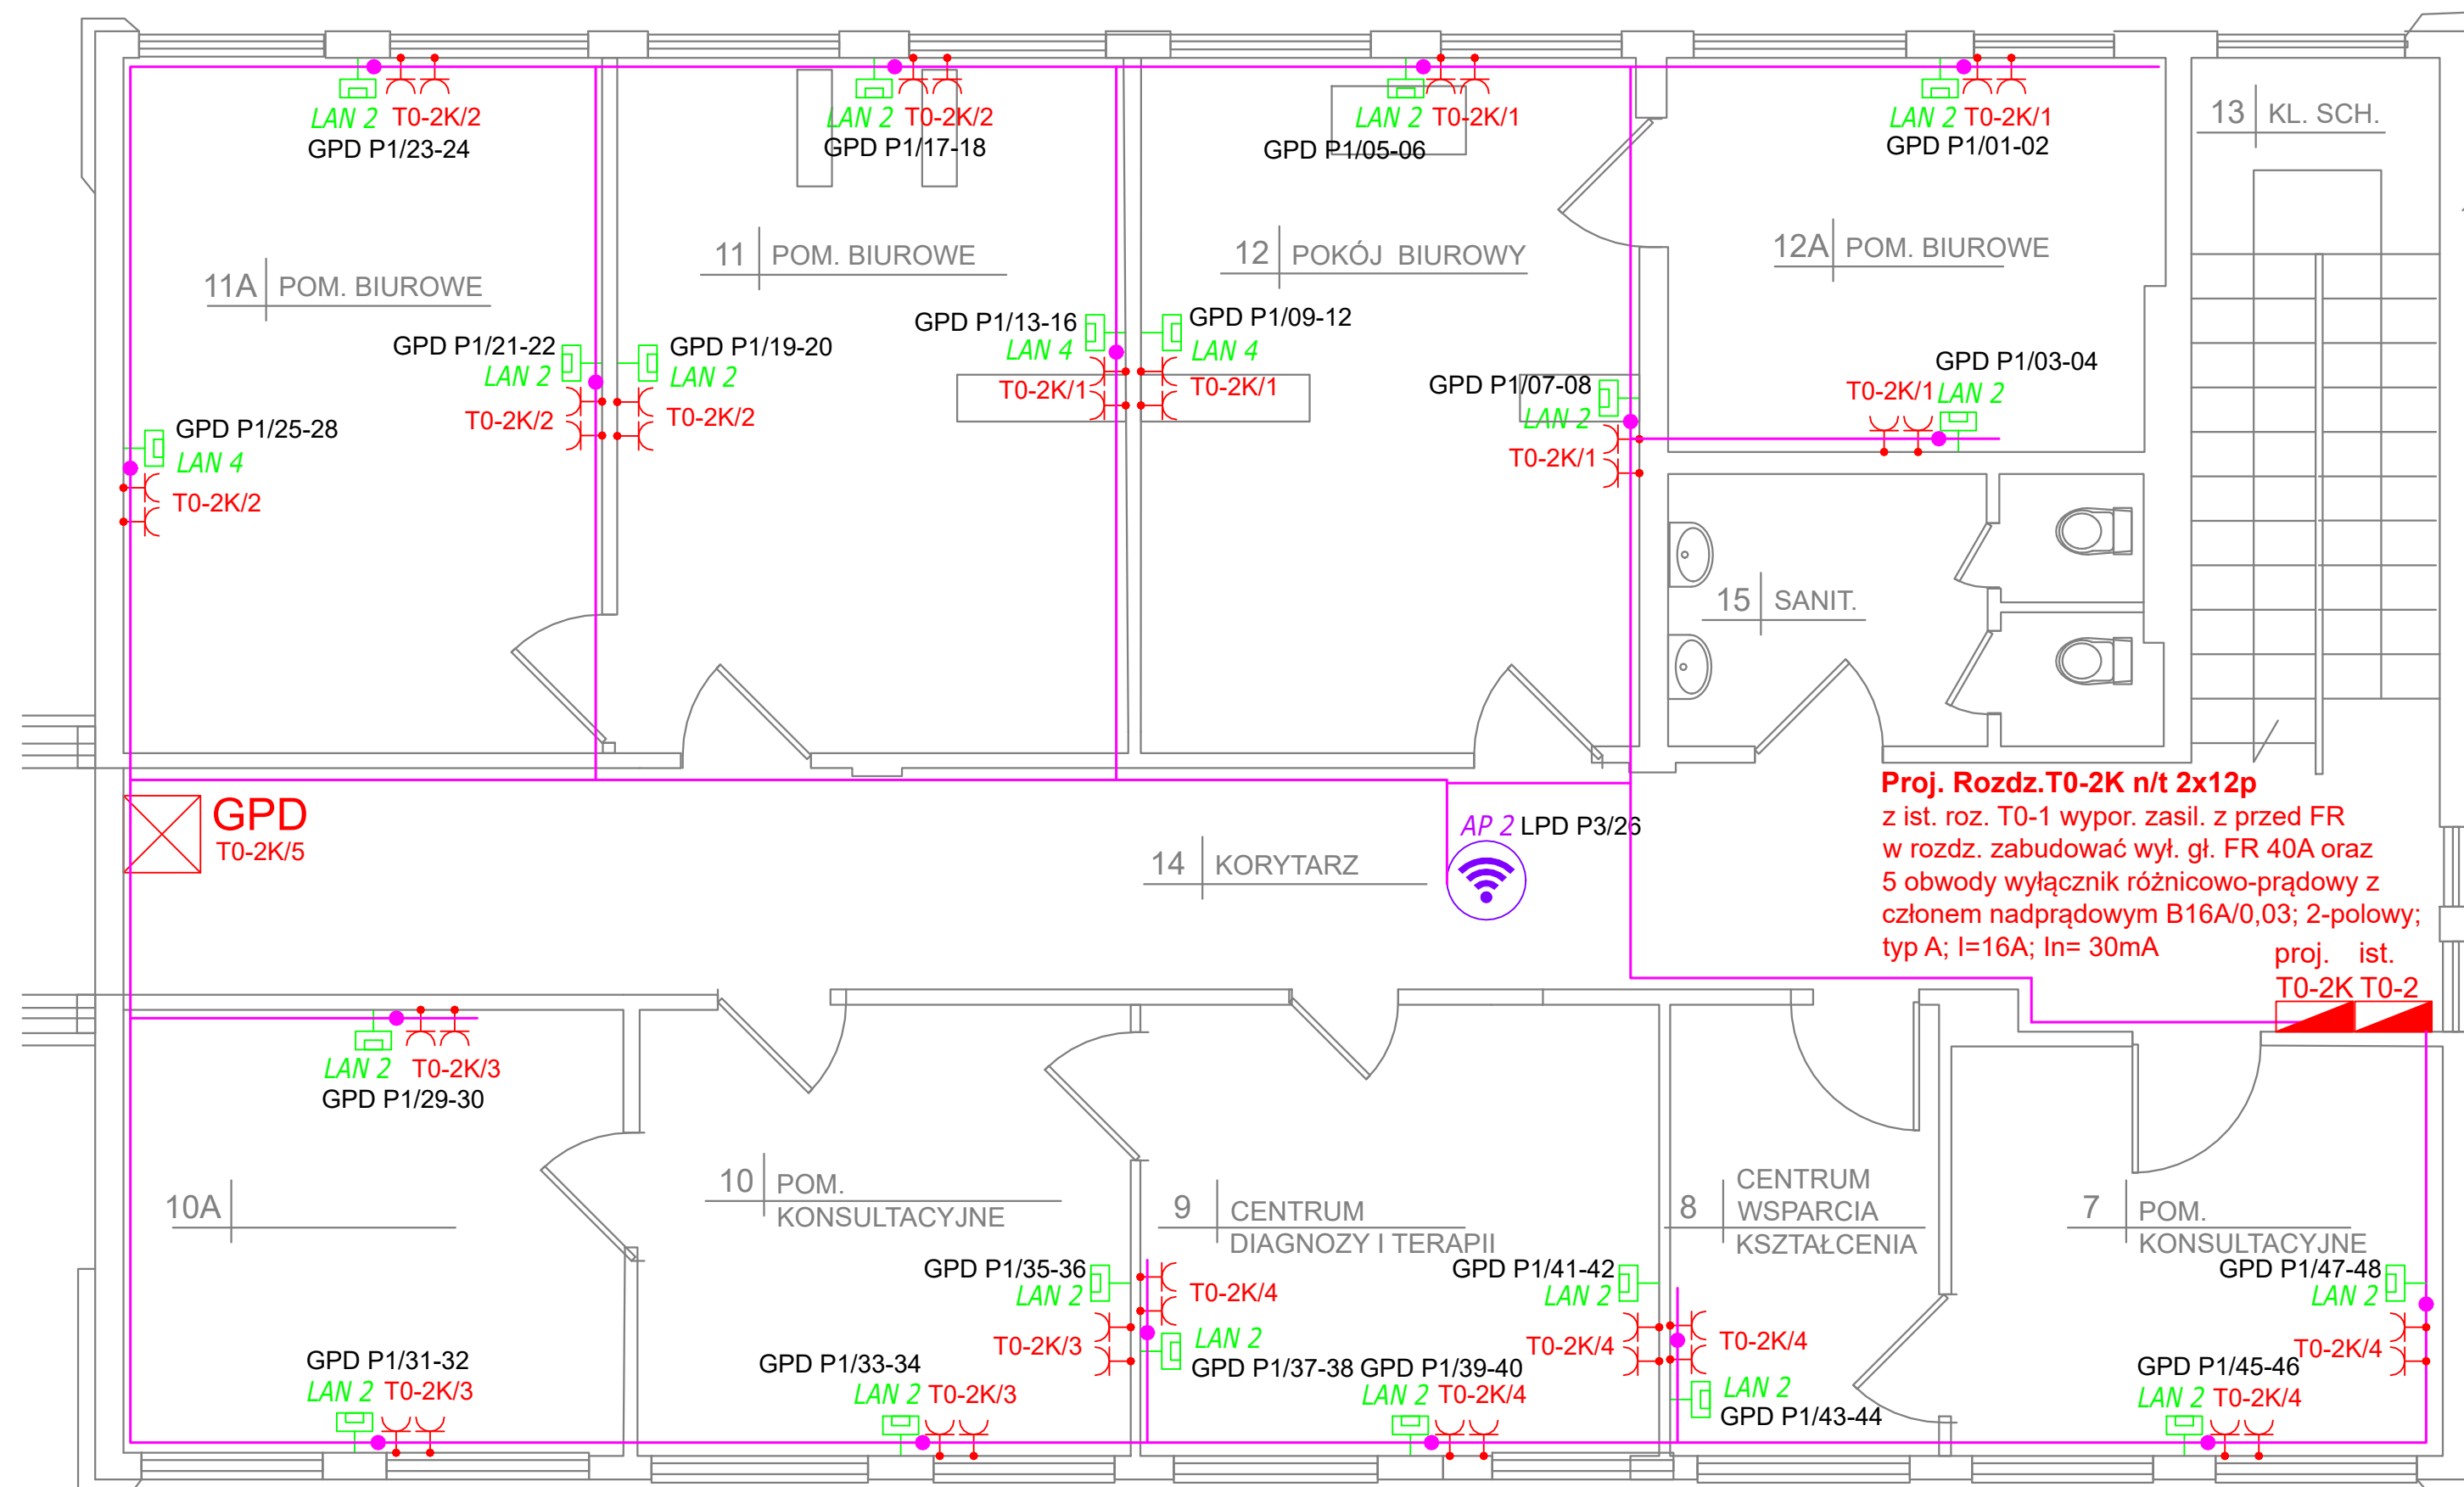 LAN 2 T0-2K/2
GPD P1/23-24
LAN 2 T0-2K/2
GPD P1/17-18
LAN 2 T0-2K/1
GPD P1/05-06
LAN 2 T0-2K/1
GPD P1/01-02
13 KL. SCH.
11A POM. BIUROWE
11 POM. BIUROWE
12 POKÓJ BIUROWY
12A POM. BIUROWE
GPD P1/21-22
LAN 2
T0-2K/2
GPD P1/19-20
LAN 2
T0-2K/2
GPD P1/13-16
LAN 4
T0-2K/1
GPD P1/09-12
LAN 4
T0-2K/1
GPD P1/07-08
LAN 2
T0-2K/1
GPD P1/03-04
T0-2K/1 LAN 2
GPD P1/25-28
LAN 4
T0-2K/2
15 SANIT.
GPD
T0-2K/5
14 KORYTARZ
AP 2 LPD P3/26
Proj. Rozdz.T0-2K n/t 2x12p
z ist. roz. T0-1 wypor. zasil. z przed FR
w rozdz. zabudować wył. gł. FR 40A oraz
5 obwody wyłącznik różnicowo-prądowy z
członem nadprądowym B16A/0,03; 2-polowy;
typ A; I=16A; In= 30mA
proj. ist.
T0-2K T0-2
LAN 2 T0-2K/3
GPD P1/29-30
10A
10 POM.
KONSULTACYJNE
9 CENTRUM
DIAGNOZY I TERAPII
8 CENTRUM
WSPARCIA
KSZTAŁCENIA
7 POM.
KONSULTACYJNE
GPD P1/35-36
LAN 2
T0-2K/3
T0-2K/4
LAN 2
GPD P1/37-38
GPD P1/41-42
LAN 2
T0-2K/4
T0-2K/4
LAN 2
GPD P1/43-44
GPD P1/47-48
LAN 2
T0-2K/4
GPD P1/31-32
LAN 2 T0-2K/3
GPD P1/33-34
LAN 2 T0-2K/3
GPD P1/39-40
LAN 2 T0-2K/4
GPD P1/45-46
LAN 2 T0-2K/4